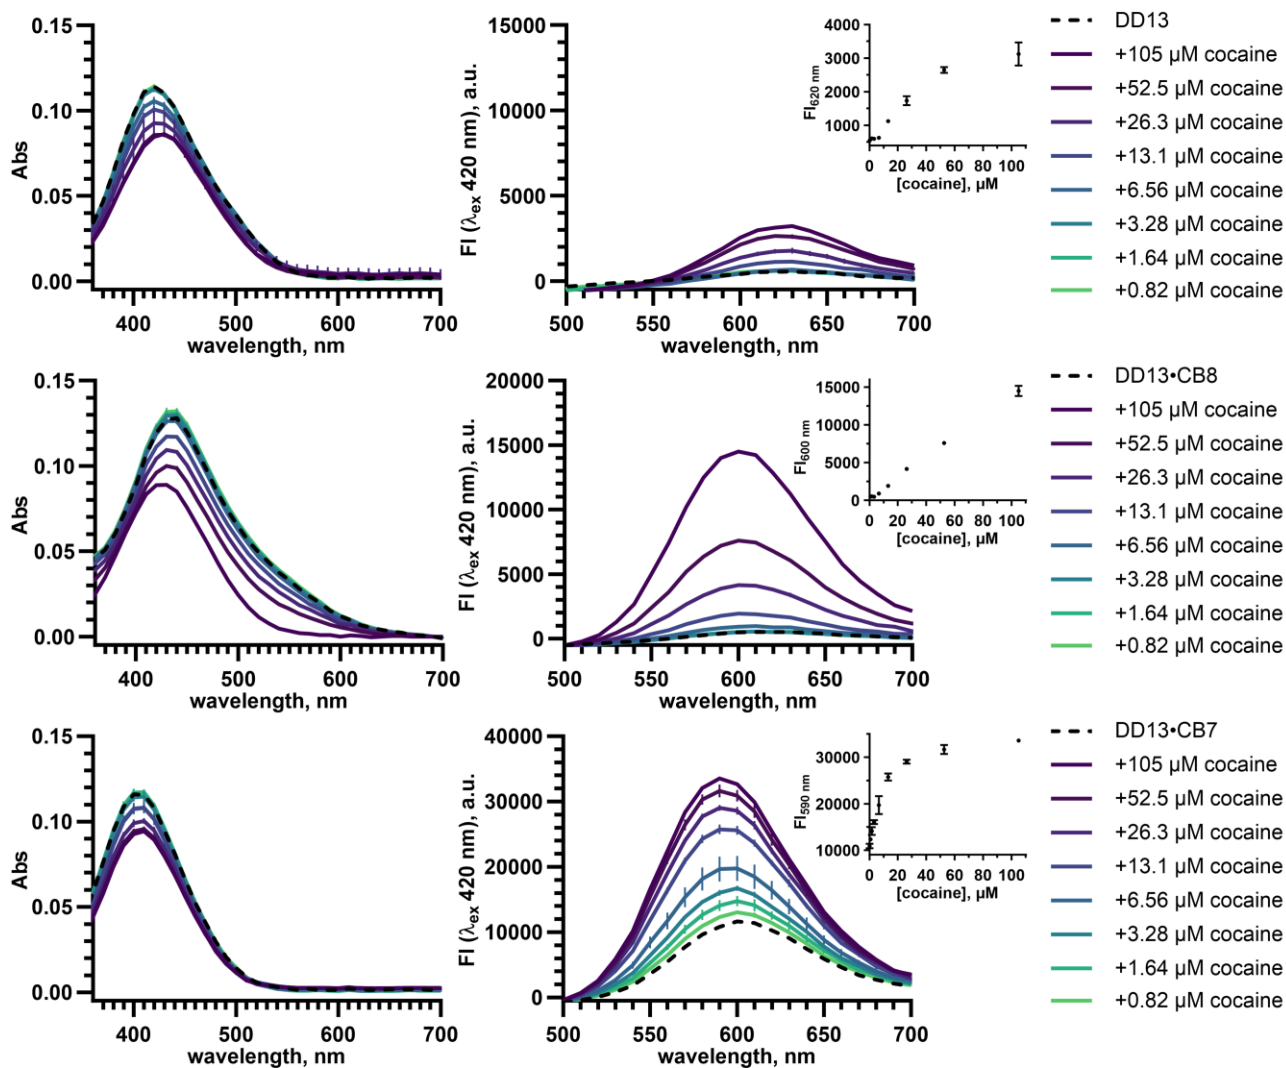 0.15
0.10
0.05
0.00
Abs
400
500
600
700
wavelength, nm
15000
10000
5000
0
FI (λex 420 nm), a.u.
500
550
600
650
700
wavelength, nm
4000
3000
2000
1000
FI620 nm
0
20
40
60
80
100
[cocaine], µM
DD13
+105 µM cocaine
+52.5 µM cocaine
+26.3 µM cocaine
+13.1 µM cocaine
+6.56 µM cocaine
+3.28 µM cocaine
+1.64 µM cocaine
+0.82 µM cocaine
0.15
0.10
0.05
0.00
Abs
400
500
600
700
wavelength, nm
20000
15000
10000
5000
0
FI (λex 420 nm), a.u.
500
550
600
650
700
wavelength, nm
15000
10000
5000
0
FI600 nm
0
20
40
60
80
100
[cocaine], µM
DD13•CB8
+105 µM cocaine
+52.5 µM cocaine
+26.3 µM cocaine
+13.1 µM cocaine
+6.56 µM cocaine
+3.28 µM cocaine
+1.64 µM cocaine
+0.82 µM cocaine
0.15
0.10
0.05
0.00
Abs
400
500
600
700
wavelength, nm
40000
30000
20000
10000
0
FI (λex 420 nm), a.u.
500
550
600
650
700
wavelength, nm
30000
20000
10000
FI590 nm
0
20
40
60
80
100
[cocaine], µM
DD13•CB7
+105 µM cocaine
+52.5 µM cocaine
+26.3 µM cocaine
+13.1 µM cocaine
+6.56 µM cocaine
+3.28 µM cocaine
+1.64 µM cocaine
+0.82 µM cocaine